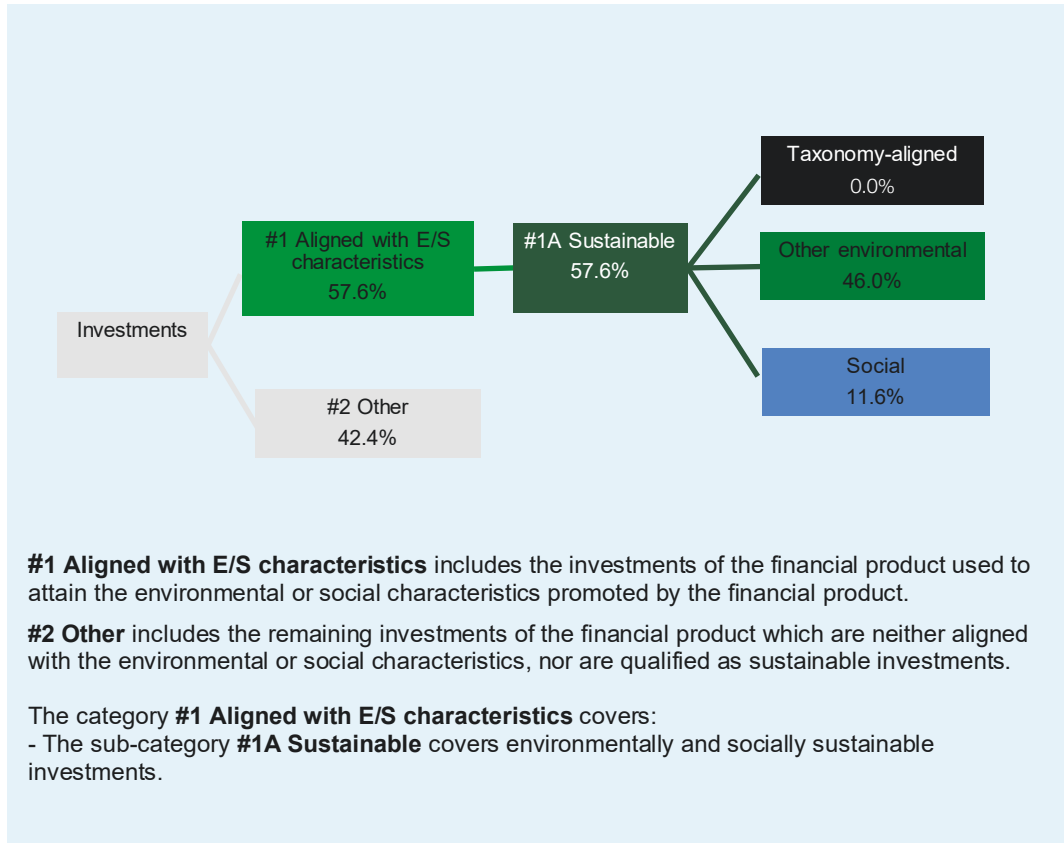 Taxonomy-aligned
0.0%
#1 Aligned with E/S
characteristics
57.6%
#1A Sustainable
57.6%
Other environmental
46.0%
Investments
Social
11.6%
#2 Other
42.4%
#1 Aligned with E/S characteristics includes the investments of the financial product used to
attain the environmental or social characteristics promoted by the financial product.
#2 Other includes the remaining investments of the financial product which are neither aligned
with the environmental or social characteristics, nor are qualified as sustainable investments.
The category #1 Aligned with E/S characteristics covers:
- The sub-category #1A Sustainable covers environmentally and socially sustainable
investments.